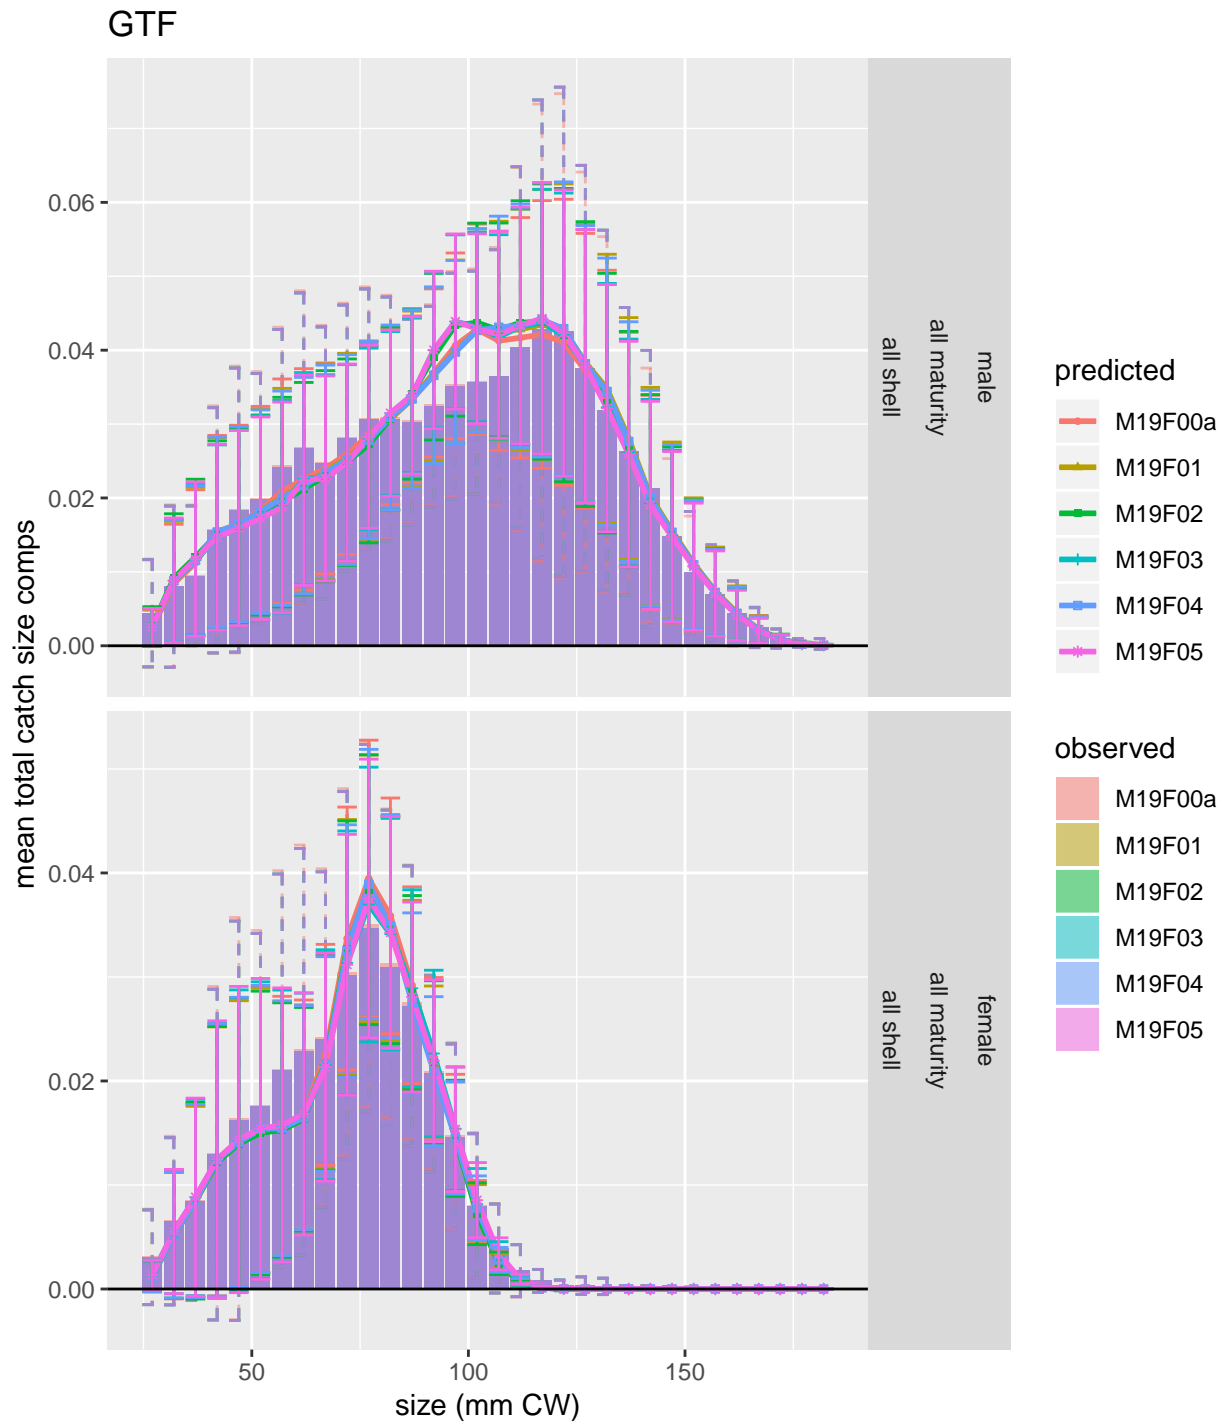 GTF
mean total catch size comps
0.06
0.04
0.02
0.00
all shell
all maturity
male
0.04
0.02
0.00
all shell
all maturity
female
50
100
150
size (mm CW)
predicted
M19F00a
M19F01
M19F02
M19F03
M19F04
M19F05
observed
M19F00a
M19F01
M19F02
M19F03
M19F04
M19F05